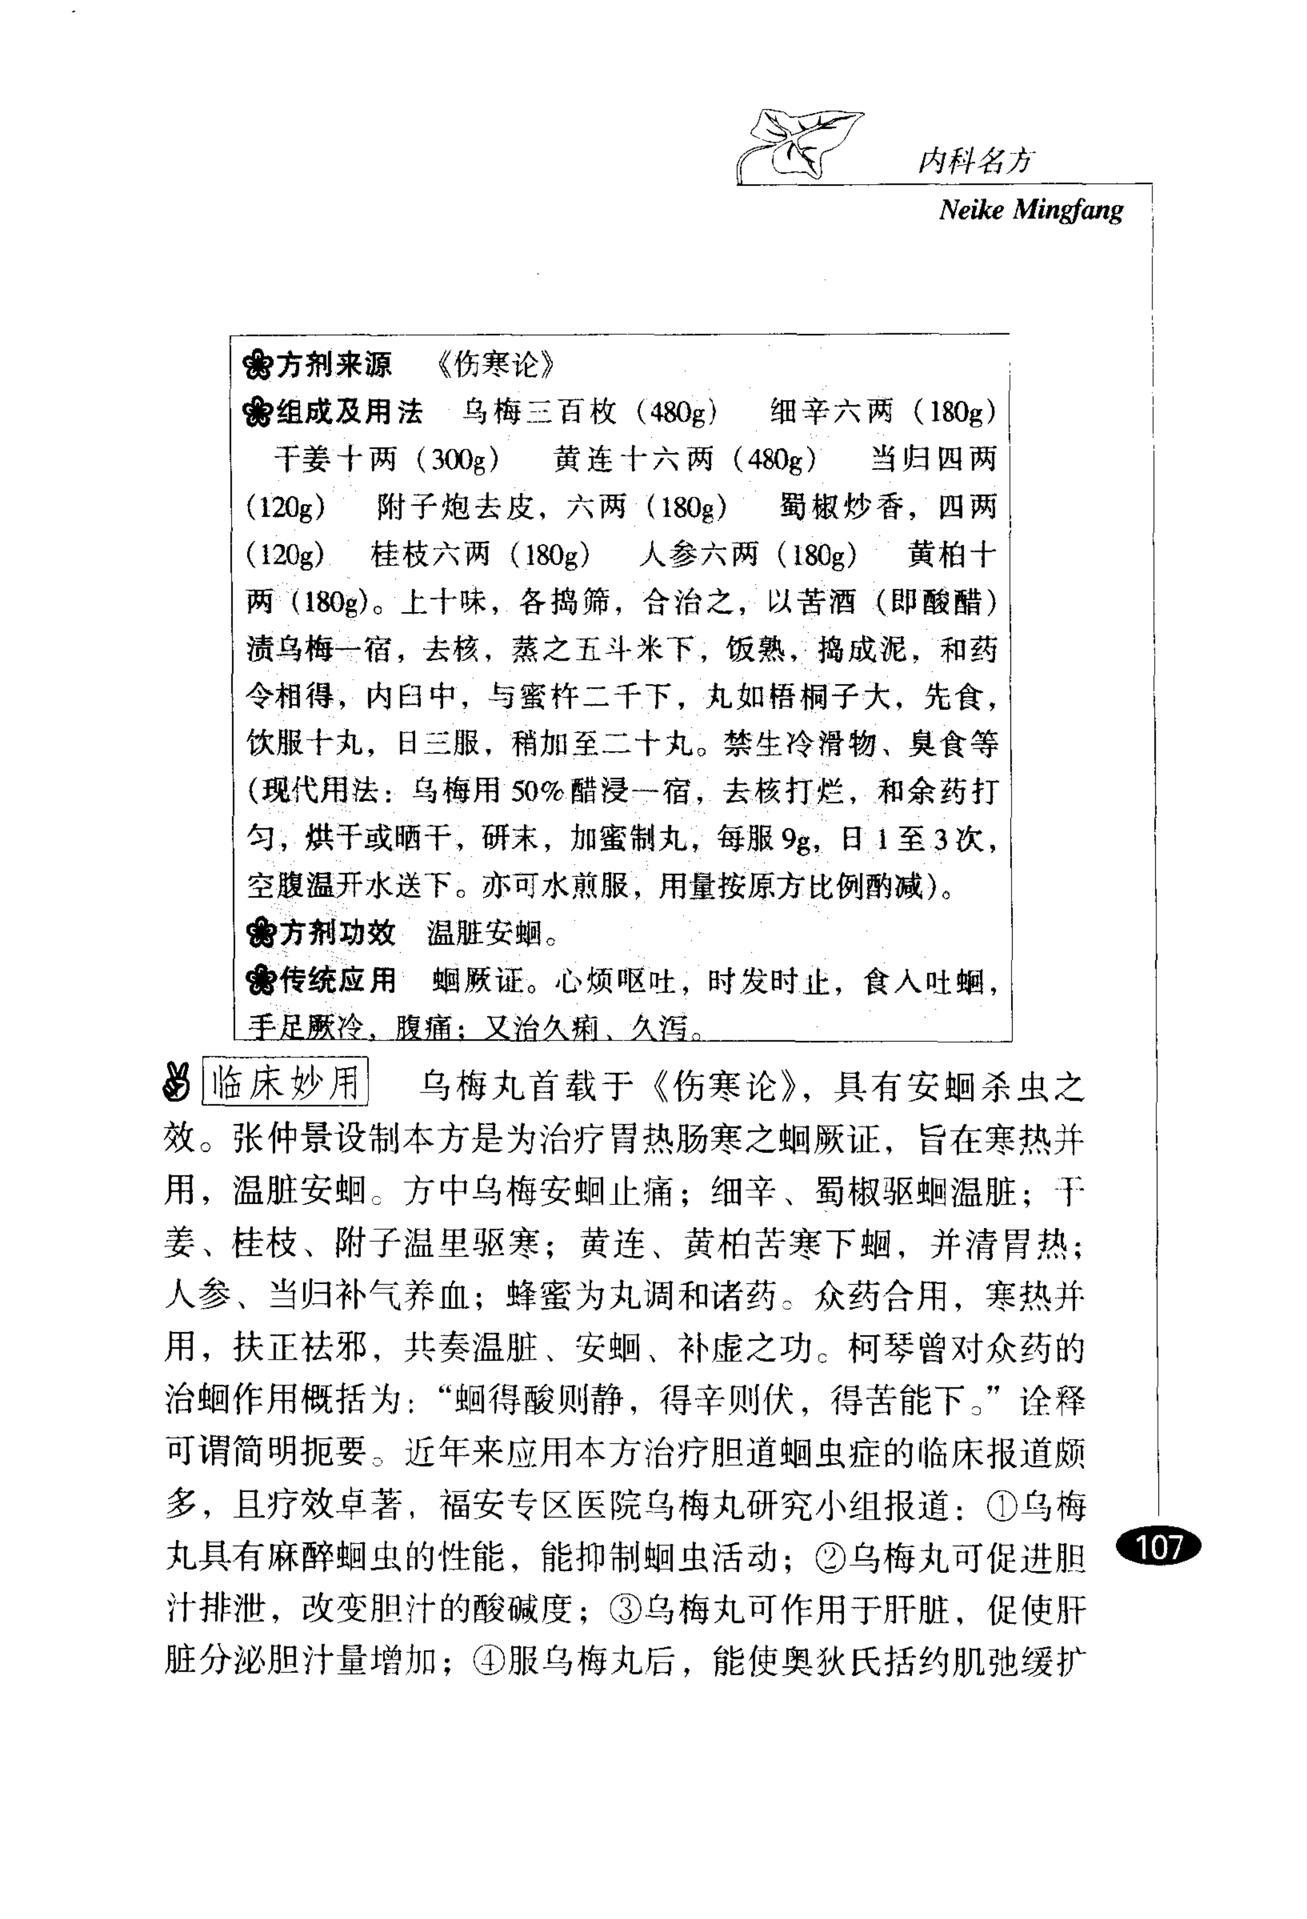 内科名方
Neike Mingfang
方剂来源 《伤寒论》
组成及用法 乌梅三百枚（480g） 细辛六两（180g）
干姜十两（300g） 黄连十六两（480g） 当归四两
（120g） 附子炮去皮，六两（180g） 蜀椒炒香，四两
（120g） 桂枝六两（180g） 人参六两（180g） 黄柏十
两（180g）。上十味，各捣筛，合治之，以苦酒（即酸醋）
渍乌梅一宿，去核，蒸之五斗米下，饭熟，捣成泥，和药
令相得，内臼中，与蜜杵二千下，丸如梧桐子大，先食，
饮服十丸，日三服，稍加至二十丸。禁生冷滑物、臭食等
（现代用法：乌梅用50%醋浸一宿，去核打烂，和余药打
匀，烘干或晒干，研末，加蜜制丸，每服9g，日1至3次，
空腹温开水送下。亦可水煎服，用量按原方比例酌减）。
方剂功效 温脏安蛔。
传统应用 蛔厥证。心烦呕吐，时发时止，食入吐蛔，
手足厥冷，腹痛；又治久痢、久泻。
临床妙用 乌梅丸首载于《伤寒论》，具有安蛔杀虫之
效。张仲景设制本方是为治疗胃热肠寒之蛔厥证，旨在寒热并
用，温脏安蛔。方中乌梅安蛔止痛；细辛、蜀椒驱蛔温脏；干
姜、桂枝、附子温里驱寒；黄连、黄柏苦寒下蛔，并清胃热；
人参、当归补气养血；蜂蜜为丸调和诸药。众药合用，寒热并
用，扶正祛邪，共奏温脏、安蛔、补虚之功。柯琴曾对众药的
治蛔作用概括为：“蛔得酸则静，得辛则伏，得苦能下。”诠释
可谓简明扼要。近年来应用本方治疗胆道蛔虫症的临床报道颇
多，且疗效卓著，福安专区医院乌梅丸研究小组报道：①乌梅
丸具有麻醉蛔虫的性能，能抑制蛔虫活动；②乌梅丸可促进胆
汁排泄，改变胆汁的酸碱度；③乌梅丸可作用于肝脏，促使肝
脏分泌胆汁量增加；④服乌梅丸后，能使奥狄氏括约肌弛缓扩
107